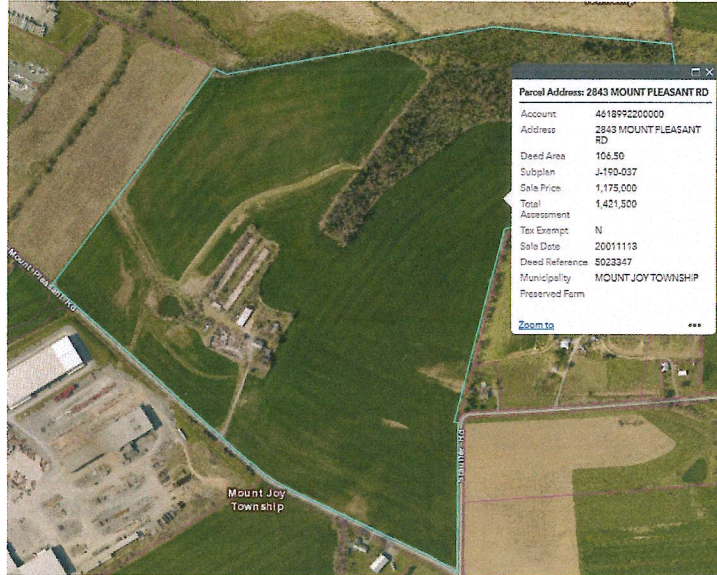 Parcel Address: 2843 MOUNT PLEASANT RD
Account 4618992200000
Address 2843 MOUNT PLEASANT
RD
Deed Area 106.50
Subplan J-190-037
Sale Price 1,175,000
Total 1,421,500
Assessment
Tax Exempt N
Sale Date 20011113
Deed Reference 5023347
Municipality MOUNT JOY TOWNSHIP
Preserved Farm
Zoom to
Mount Pleasant Rd
Stauffer Rd
Mount Joy
Township